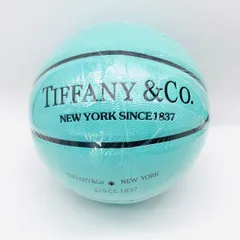 TIFFANY & CO.
NEW YORK SINCE 1837
TIFFANY&CO NEW YORK
SINCE 1837